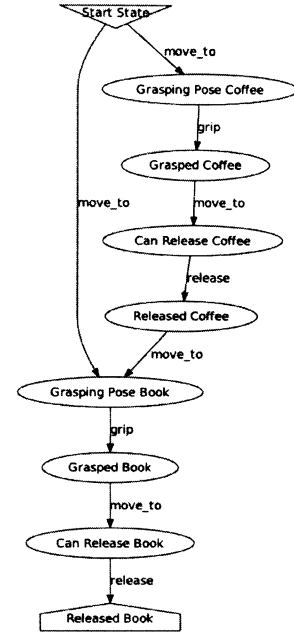 Start State
move_to
Grasping Pose Coffee
grip
Grasped Coffee
move_to
move_to
Can Release Coffee
release
Released Coffee
move_to
Grasping Pose Book
grip
Grasped Book
move_to
Can Release Book
release
Released Book